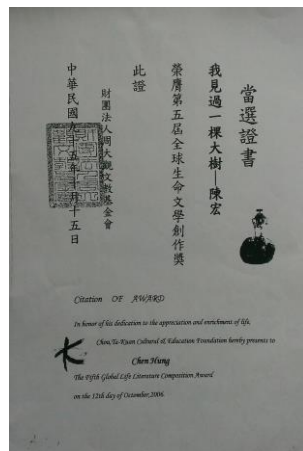 當選證書
我見過一棵大樹—陳宏
榮膺第五屆全球生命文學創作獎
此證
財團法人周大觀文教基金會
中華民國九十五年十月十五日
Citation OF AWARD
In honor of his dedication to the appreciation and enrichment of life,
Chou,Ta-Kuan Cultural & Education Foundation hereby presents to
Chen Hung
The Fifth Global Life Literature Composition Award
on the 12th day of October,2006